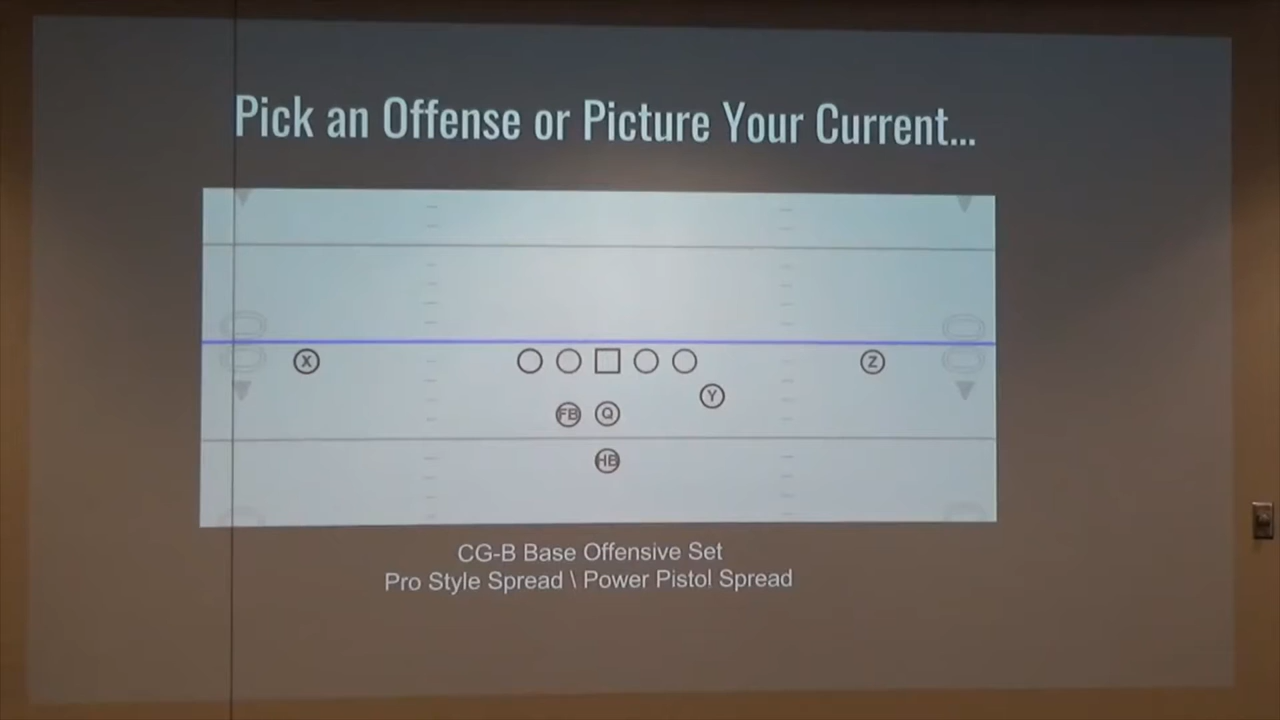 Pick an Offense or Picture Your Current...
X
Z
Y
FB Q
HB
CG-B Base Offensive Set
Pro Style Spread \ Power Pistol Spread